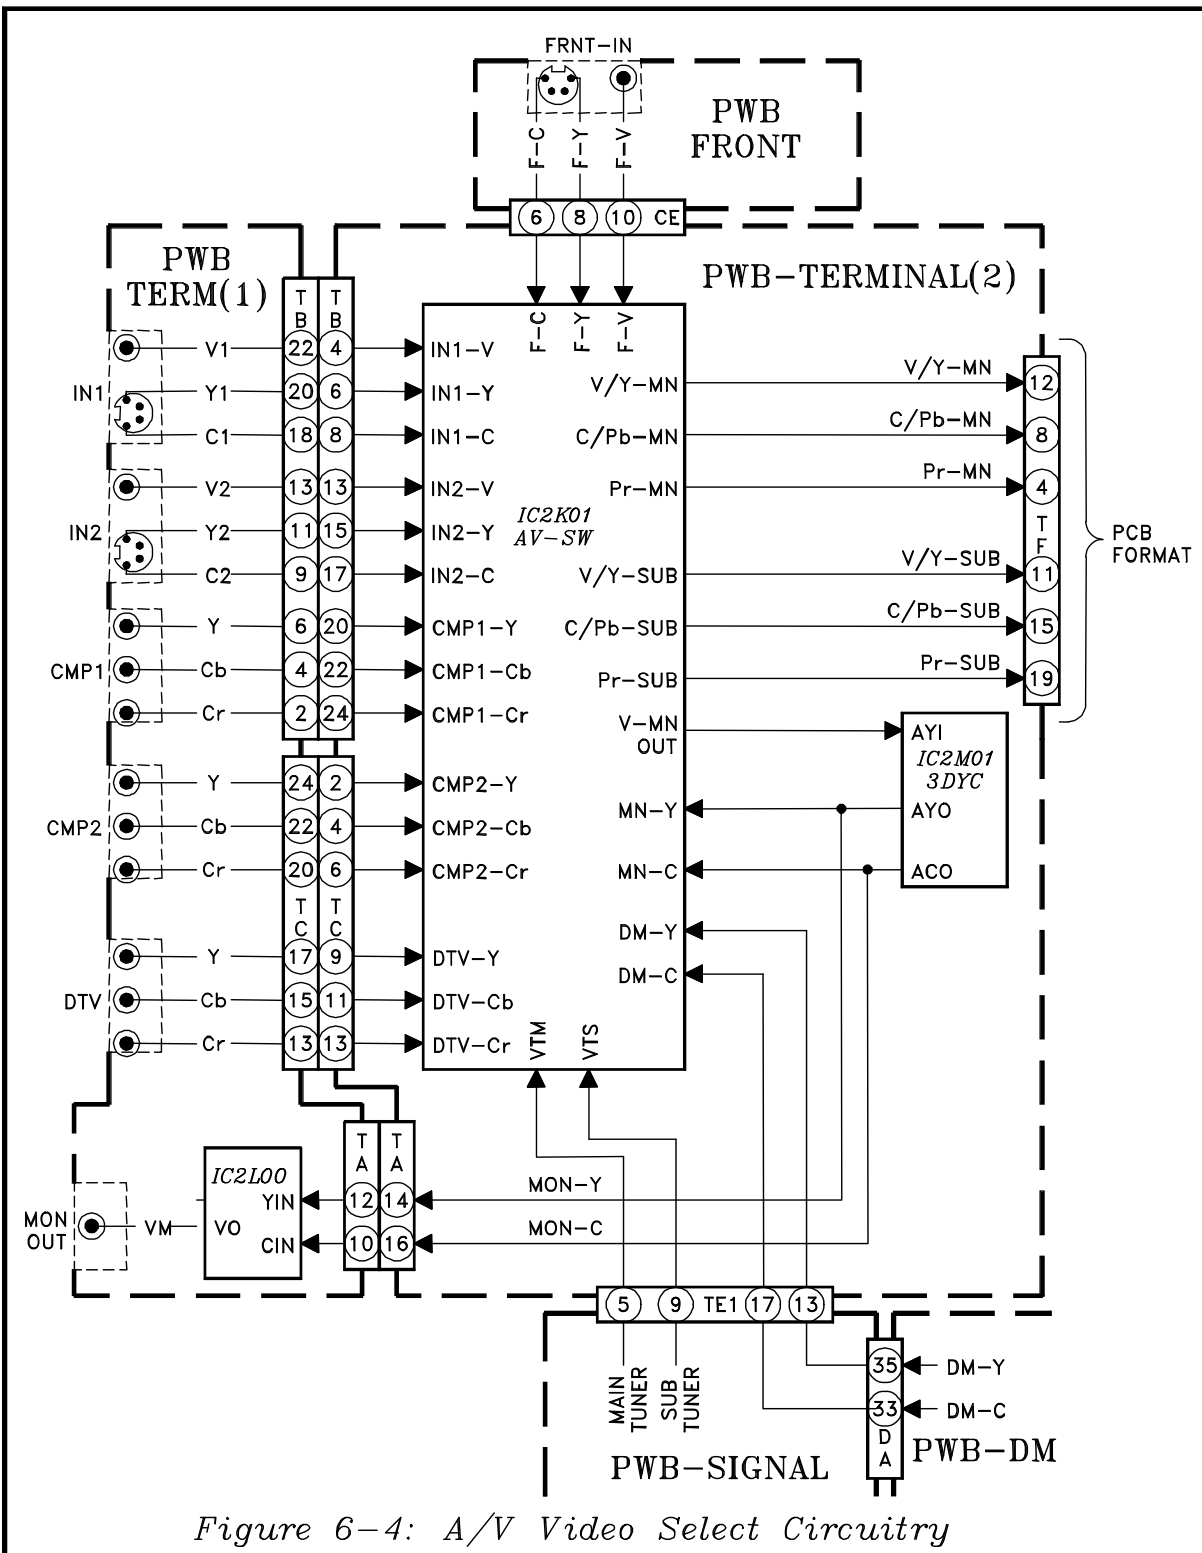 FRNT-IN
PWB
FRONT
F-C
F-Y
F-V
6 8 10 CE
PWB
TERM(1)
PWB-TERMINAL(2)
TB TB
F-C
F-Y
F-V
IN1
V1 22 4 IN1-V
Y1 20 6 IN1-Y
C1 18 8 IN1-C
IN2
V2 13 13 IN2-V
Y2 11 15 IN2-Y
C2 9 17 IN2-C
CMP1
Y 6 20 CMP1-Y
Cb 4 22 CMP1-Cb
Cr 2 24 CMP1-Cr
CMP2
Y 24 2 CMP2-Y
Cb 22 4 CMP2-Cb
Cr 20 6 CMP2-Cr
TC TC
DTV
Y 17 9 DTV-Y
Cb 15 11 DTV-Cb
Cr 13 13 DTV-Cr
IC2K01
AV-SW
V/Y-MN V/Y-MN 12
C/Pb-MN C/Pb-MN 8
Pr-MN Pr-MN 4
TF
V/Y-SUB V/Y-SUB 11
C/Pb-SUB C/Pb-SUB 15
Pr-SUB Pr-SUB 19
PCB
FORMAT
V-MN
OUT
AYI
IC2M01
3DYC
MN-Y AYO
MN-C ACO
DM-Y
DM-C
VTM
VTS
TA TA
IC2L00
YIN 12 14 MON-Y
MON
OUT
VM VO
CIN 10 16 MON-C
5 9 TE1 17 13
MAIN
TUNER
SUB
TUNER
35 DM-Y
33 DM-C
DA
PWB-SIGNAL
PWB-DM
Figure 6-4: A/V Video Select Circuitry